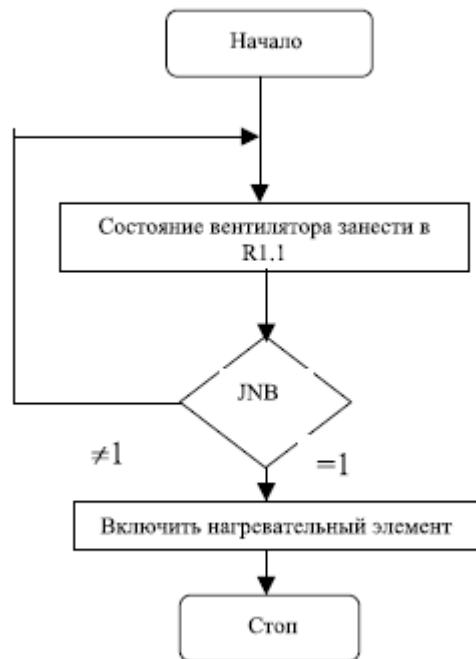 Начало
Состояние вентилятора занести в
R1.1
JNB
≠1
=1
Включить нагревательный элемент
Стоп